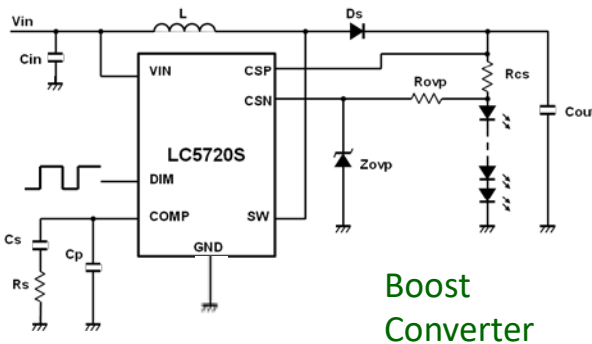 Vin
L
Ds
Cin
VIN
CSP
Rovp
Rcs
CSN
Cou
LC5720S
Zovp
DIM
COMP
SW
Cs
Cp
GND
Rs
Boost
Converter